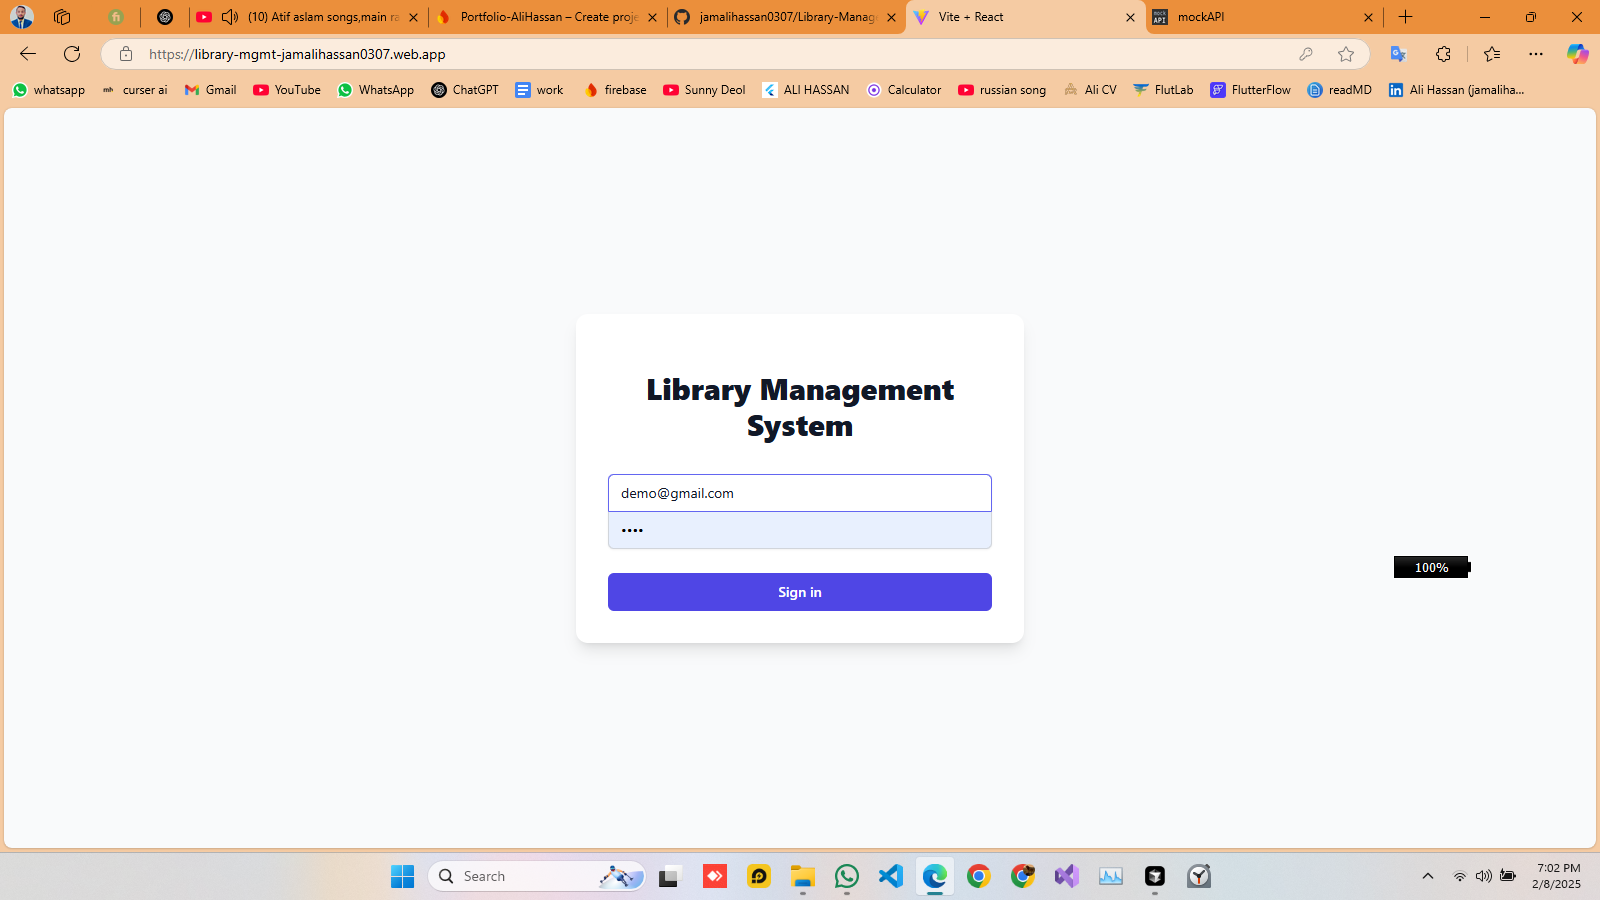 (10) Atif aslam songs,main ra
Portfolio-AliHassan – Create proje
jamalihassan0307/Library-Manag
Vite + React
mock API
mockAPI
https://library-mgmt-jamalihassan0307.web.app
whatsapp
mh
curser ai
Gmail
YouTube
WhatsApp
ChatGPT
work
firebase
Sunny Deol
ALI HASSAN
Calculator
russian song
Ali CV
FlutLab
FlutterFlow
readMD
Ali Hassan (jamaliha...
Library Management
System
demo@gmail.com
••••
Sign in
100%
Search
7:02 PM
2/8/2025